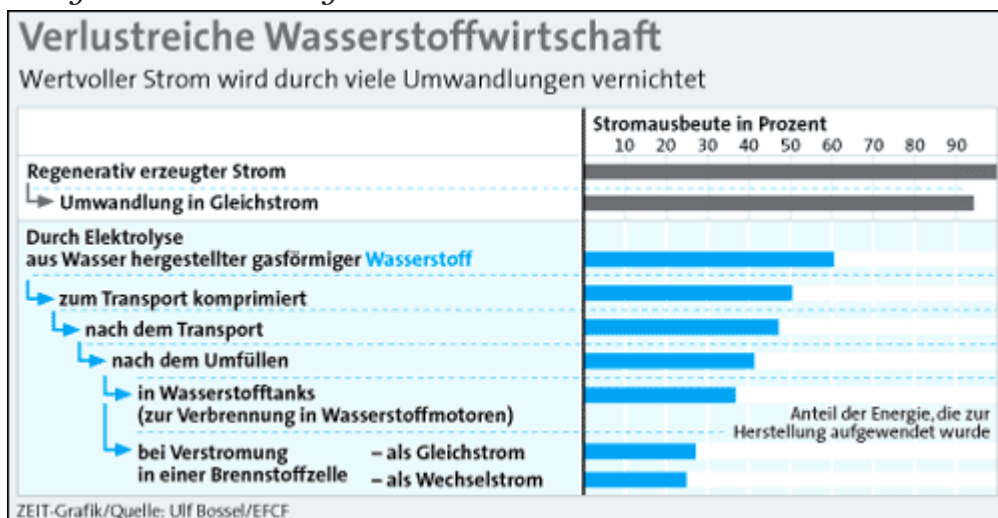 Verlustreiche Wasserstoffwirtschaft
Wertvoller Strom wird durch viele Umwandlungen vernichtet
Stromausbeute in Prozent
10 20 30 40 50 60 70 80 90
Regenerativ erzeugter Strom
Umwandlung in Gleichstrom
Durch Elektrolyse
aus Wasser hergestellter gasförmiger Wasserstoff
zum Transport komprimiert
nach dem Transport
nach dem Umfüllen
in Wasserstofftanks
(zur Verbrennung in Wasserstoffmotoren)
Anteil der Energie, die zur
Herstellung aufgewendet wurde
bei Verstromung – als Gleichstrom
in einer Brennstoffzelle – als Wechselstrom
ZEIT-Grafik/Quelle: Ulf Bossel/EFCF